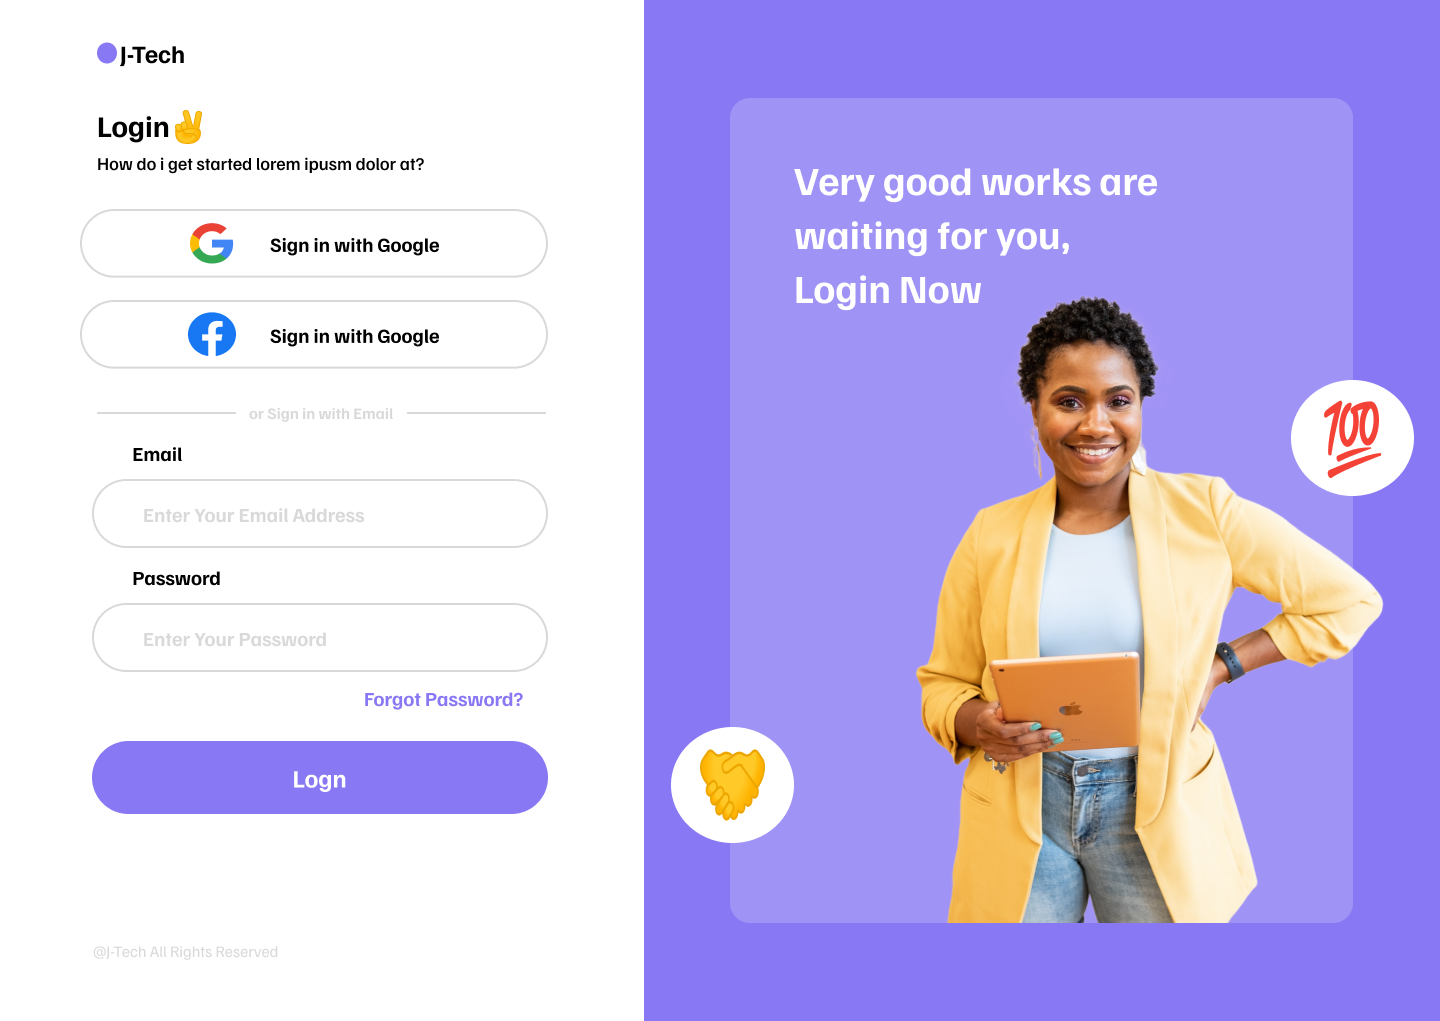 J-Tech
Login✌️
How do i get started lorem ipusm dolor at?
Sign in with Google
Sign in with Google
or Sign in with Email
Email
Enter Your Email Address
Password
Enter Your Password
Forgot Password?
Logn
@J-Tech All Rights Reserved
Very good works are
waiting for you,
Login Now
100